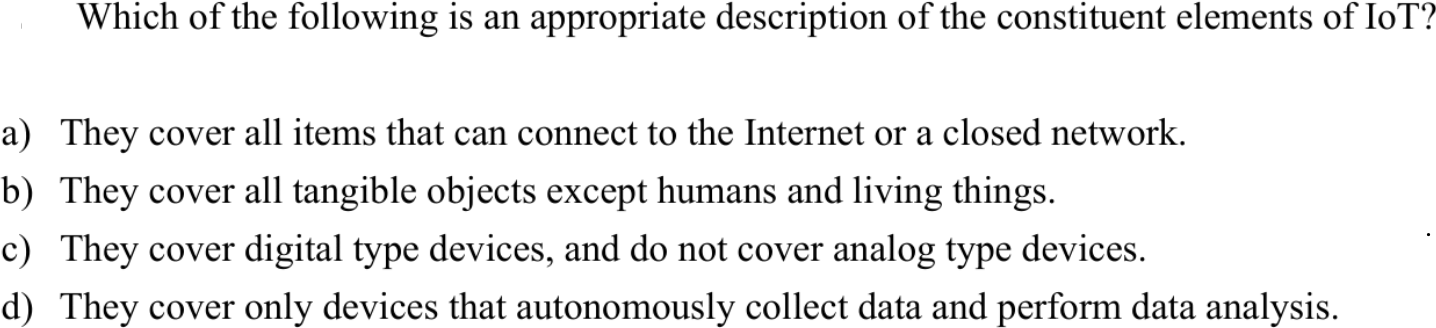 Which of the following is an appropriate description of the constituent elements of IoT?
a) They cover all items that can connect to the Internet or a closed network.
b) They cover all tangible objects except humans and living things.
c) They cover digital type devices, and do not cover analog type devices.
d) They cover only devices that autonomously collect data and perform data analysis.